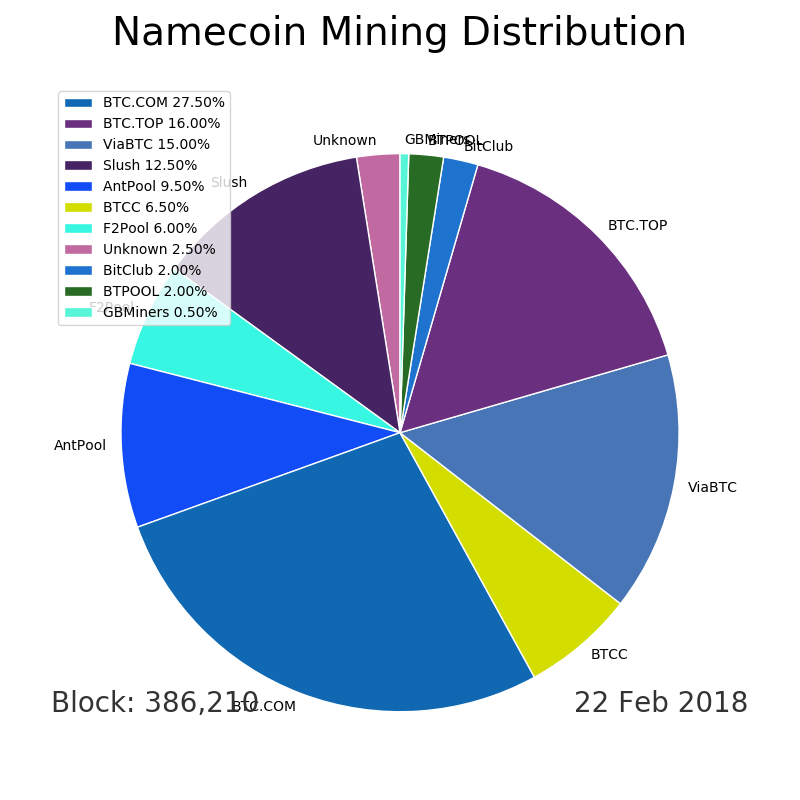 Namecoin Mining Distribution
BTC.COM 27.50%
BTC.TOP 16.00%
ViaBTC 15.00%
Slush 12.50%
AntPool 9.50%
BTCC 6.50%
F2Pool 6.00%
Unknown 2.50%
BitClub 2.00%
BTPOOL 2.00%
GBMiners 0.50%
Unknown
GBMiners
BTPOOL
BitClub
Slush
BTC.TOP
F2Pool
AntPool
ViaBTC
BTCC
BTC.COM
Block: 386,210
22 Feb 2018